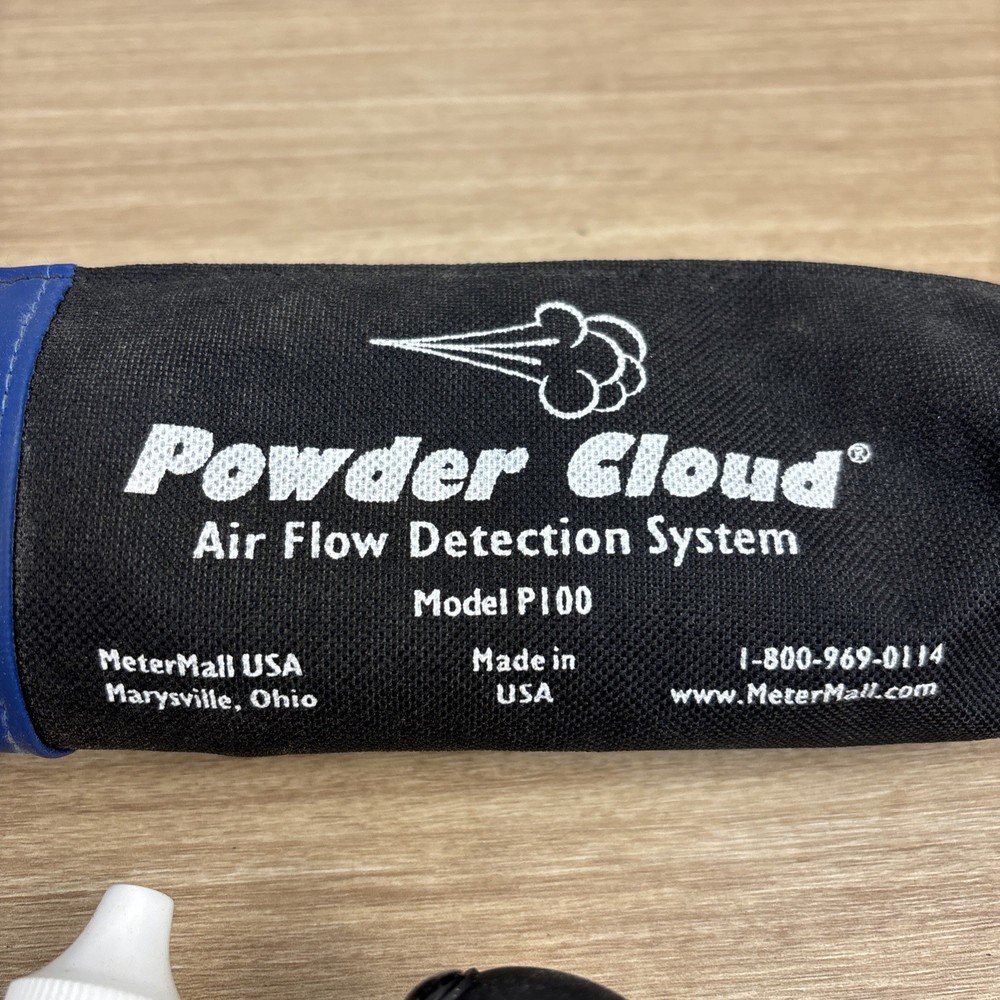 Powder Cloud®
Air Flow Detection System
Model P100
MeterMall USA
Marysville, Ohio
Made in
USA
1-800-969-0114
www.MeterMall.com